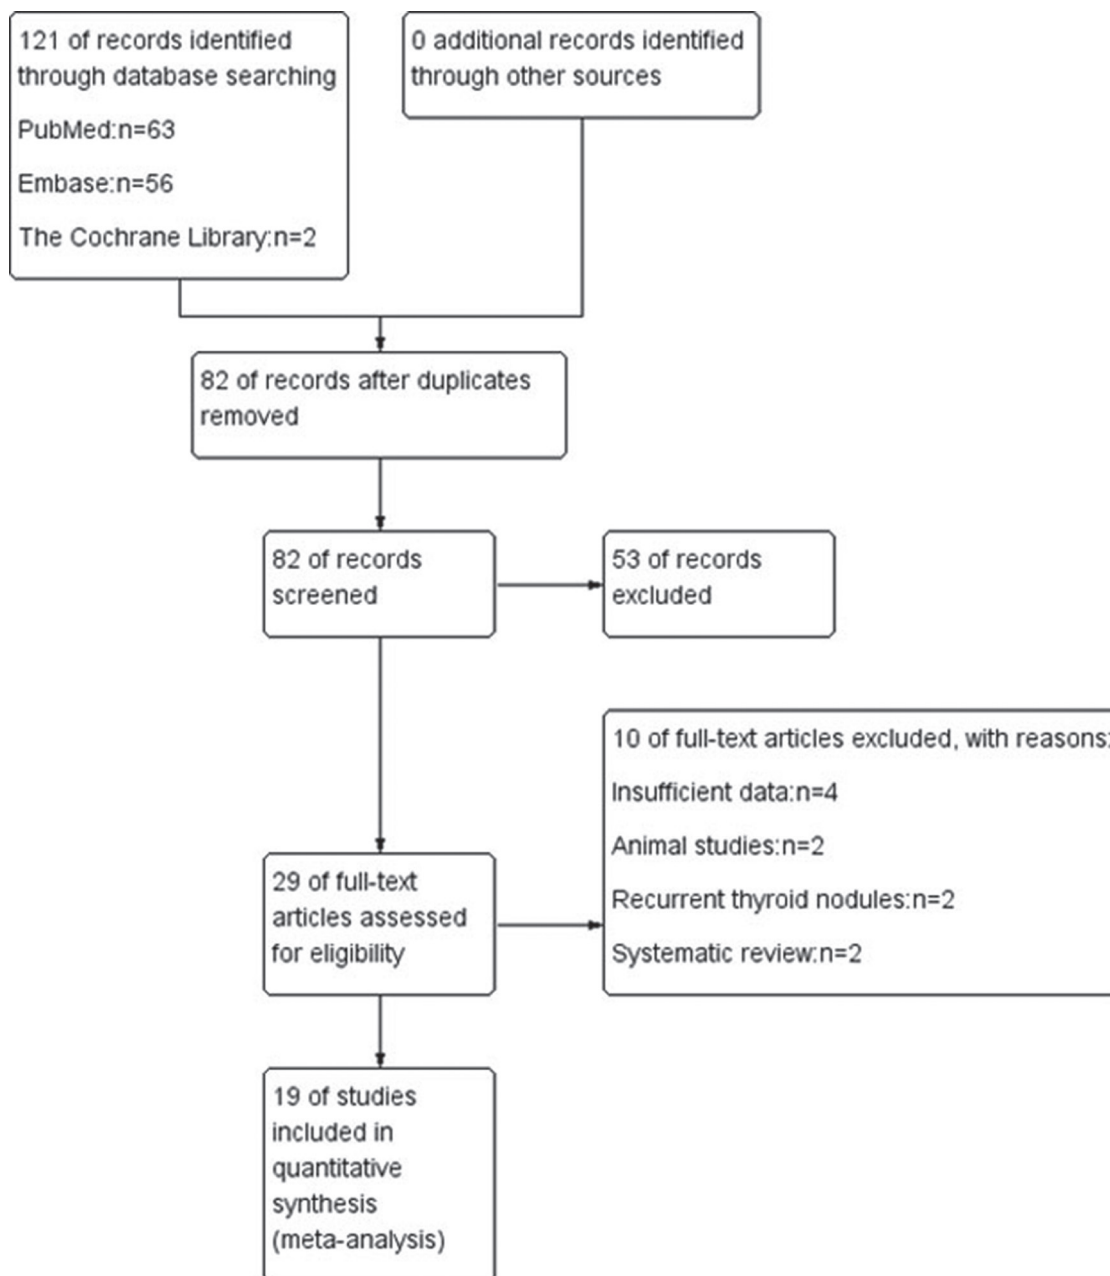 121 of records identified
through database searching
PubMed:n=63
Embase:n=56
The Cochrane Library:n=2
0 additional records identified
through other sources
82 of records after duplicates
removed
82 of records
screened
53 of records
excluded
10 of full-text articles excluded, with reasons:
Insufficient data:n=4
Animal studies:n=2
Recurrent thyroid nodules:n=2
Systematic review:n=2
29 of full-text
articles assessed
for eligibility
19 of studies
included in
quantitative
synthesis
(meta-analysis)